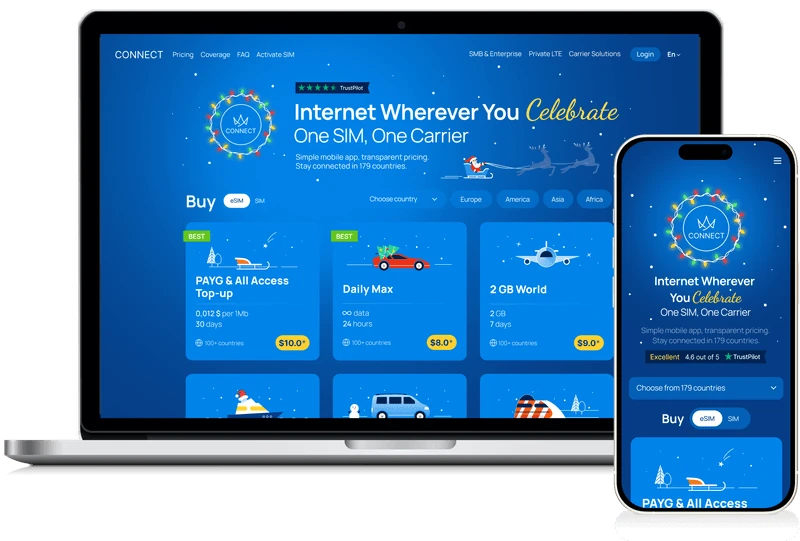 CONNECT Pricing Coverage FAQ Activate SIM SMB & Enterprise Private LTE Carrier Solutions Login En
TrustPilot
CONNECT
Internet Wherever You Celebrate
One SIM, One Carrier
Simple mobile app, transparent pricing.
Stay connected in 179 countries.
Buy eSIM SIM Choose country Europe America Asia Africa
BEST
PAYG & All Access
Top-up
0,012 $ per 1Mb
30 days
100+ countries $10.0+
BEST
Daily Max
∞ data
24 hours
100+ countries $8.0+
2 GB World
2 GB
7 days
100+ countries $9.0+
CONNECT
Internet Wherever
You Celebrate
One SIM, One Carrier
Simple mobile app, transparent pricing.
Stay connected in 179 countries.
Excellent 4.6 out of 5 TrustPilot
Choose from 179 countries
Buy eSIM SIM
PAYG & All Access